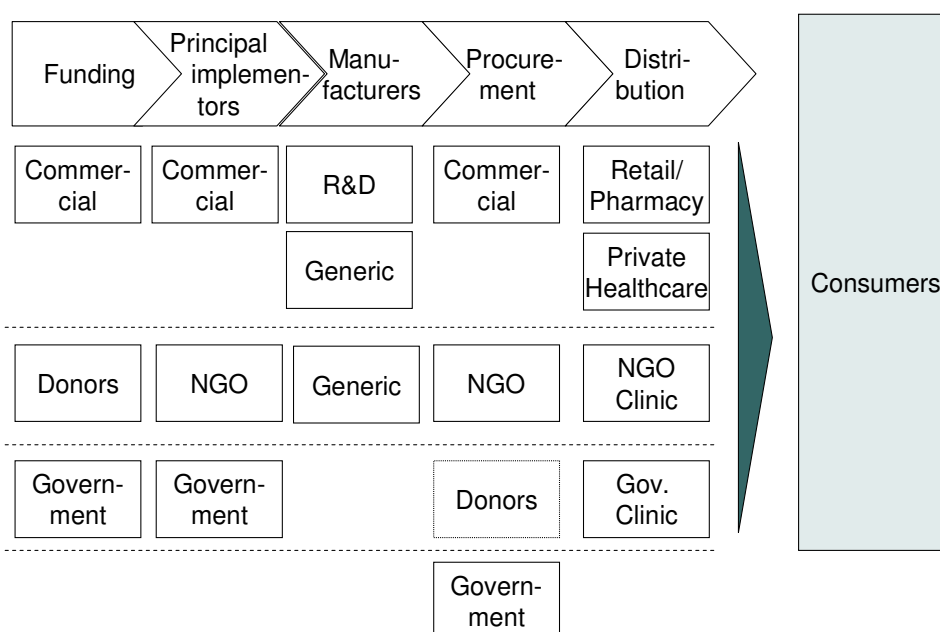 Funding
Principal
implemen-
tors
Manu-
facturers
Procure-
ment
Distri-
bution
Commer-
cial
Commer-
cial
R&D
Commer-
cial
Retail/
Pharmacy
Generic
Private
Healthcare
Consumers
Donors
NGO
Generic
NGO
NGO
Clinic
Govern-
ment
Govern-
ment
Donors
Gov.
Clinic
Govern-
ment